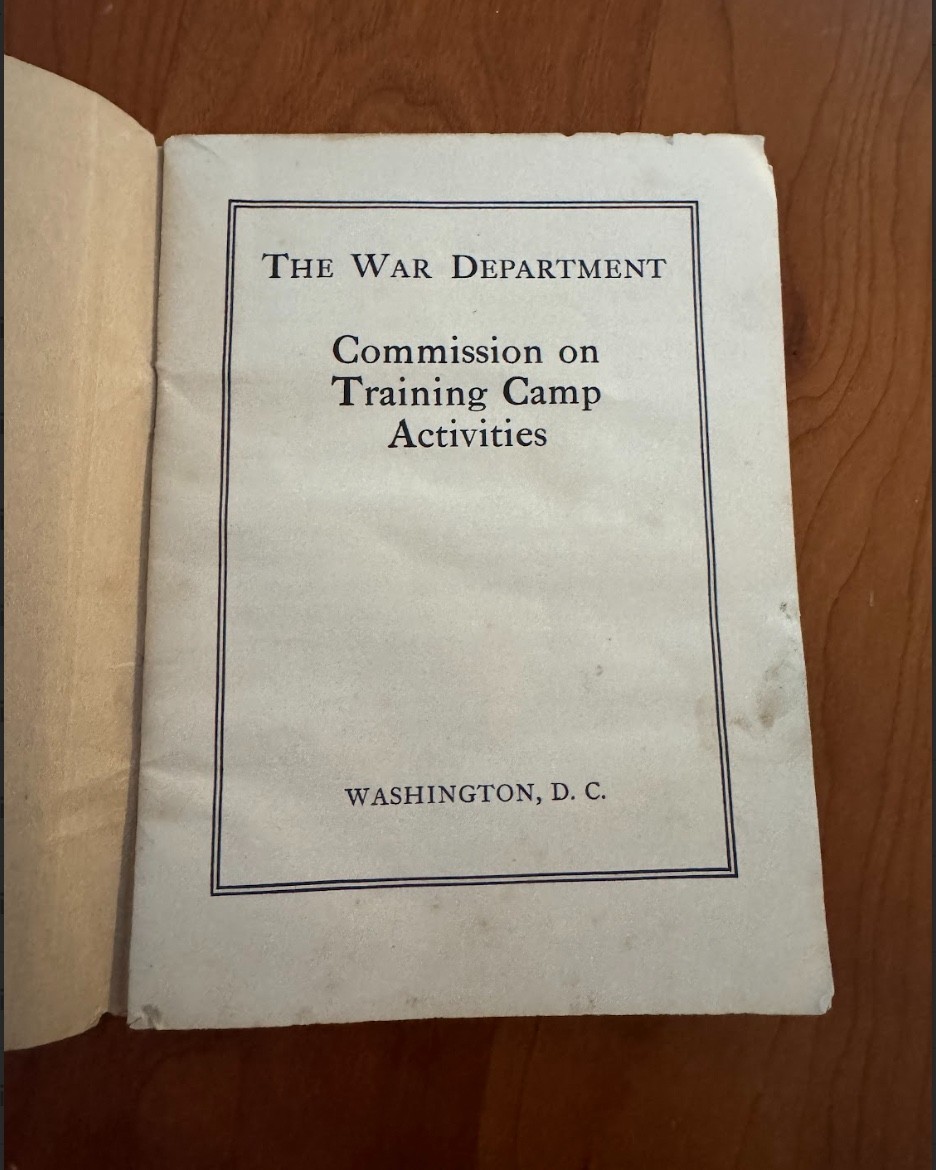 THE WAR DEPARTMENT
Commission on
Training Camp
Activities
WASHINGTON, D. C.